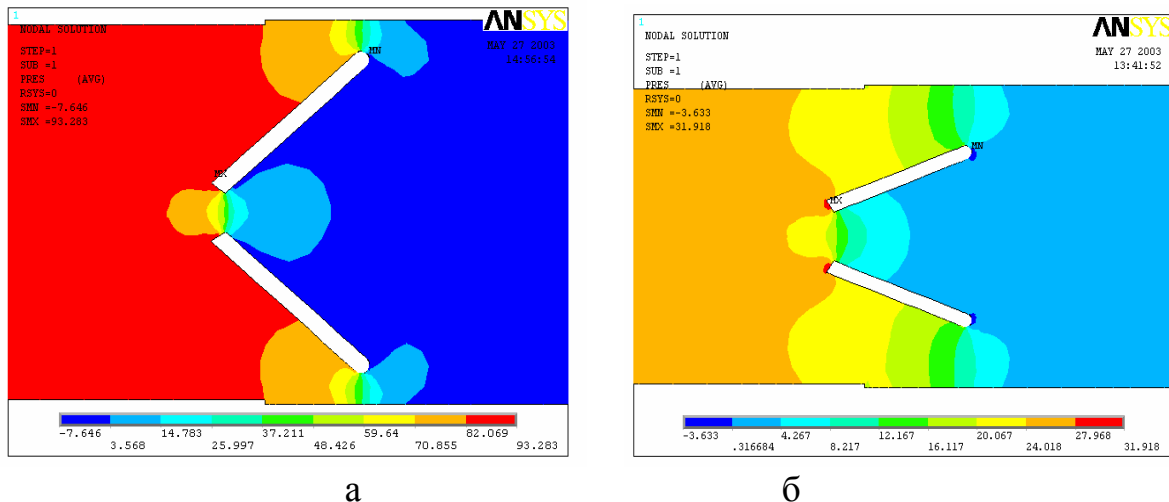 1
ANSYS
NODAL SOLUTION
MAY 27 2003
14:56:34
STEP=1
SUB =1
PRES (AVG)
RSYS=0
SMN =-7.646
SMX =93.283
MN
MX
-7.646 14.783 37.211 59.64 82.069
3.568 25.997 48.426 70.855 93.283
а
1
ANSYS
NODAL SOLUTION
MAY 27 2003
13:41:52
STEP=1
SUB =1
PRES (AVG)
RSYS=0
SMN =-3.633
SMX =31.918
MN
MX
-3.633 4.267 12.167 20.067 27.968
.316684 8.217 16.117 24.018 31.918
б